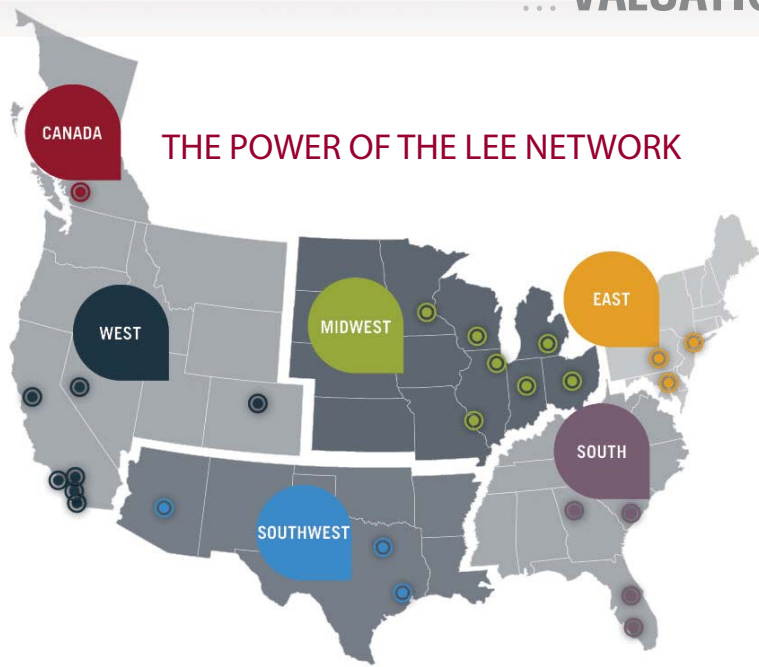 ...
CANADA
THE POWER OF THE LEE NETWORK
EAST
WEST
MIDWEST
SOUTH
SOUTHWEST